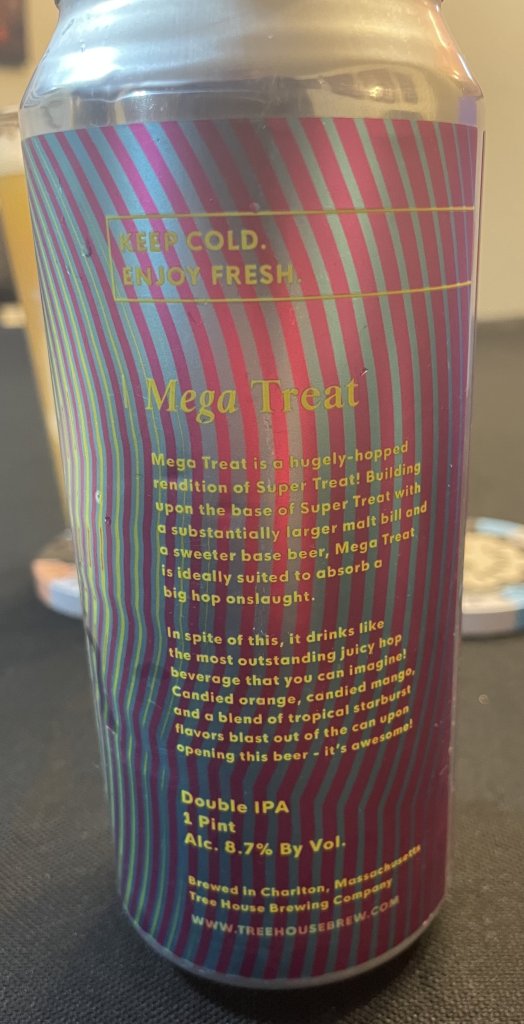 KEEP COLD.
ENJOY FRESH.
Mega Treat
Mega Treat is a hugely-hopped
rendition of Super Treat! Building
upon the base of Super Treat with
a substantially larger malt bill and
a sweeter base beer, Mega Treat
is ideally suited to absorb a
big hop onslaught.
In spite of this, it drinks like
the most outstanding juicy hop
beverage that you can imagine!
Candied orange, candied mango,
and a blend of tropical starburst
flavors blast out of the can upon
opening this beer - it's awesome!
Double IPA
1 Pint
Alc. 8.7% By Vol.
Brewed in Charlton, Massachusetts
Tree House Brewing Company
WWW.TREEHOUSEBREW.COM